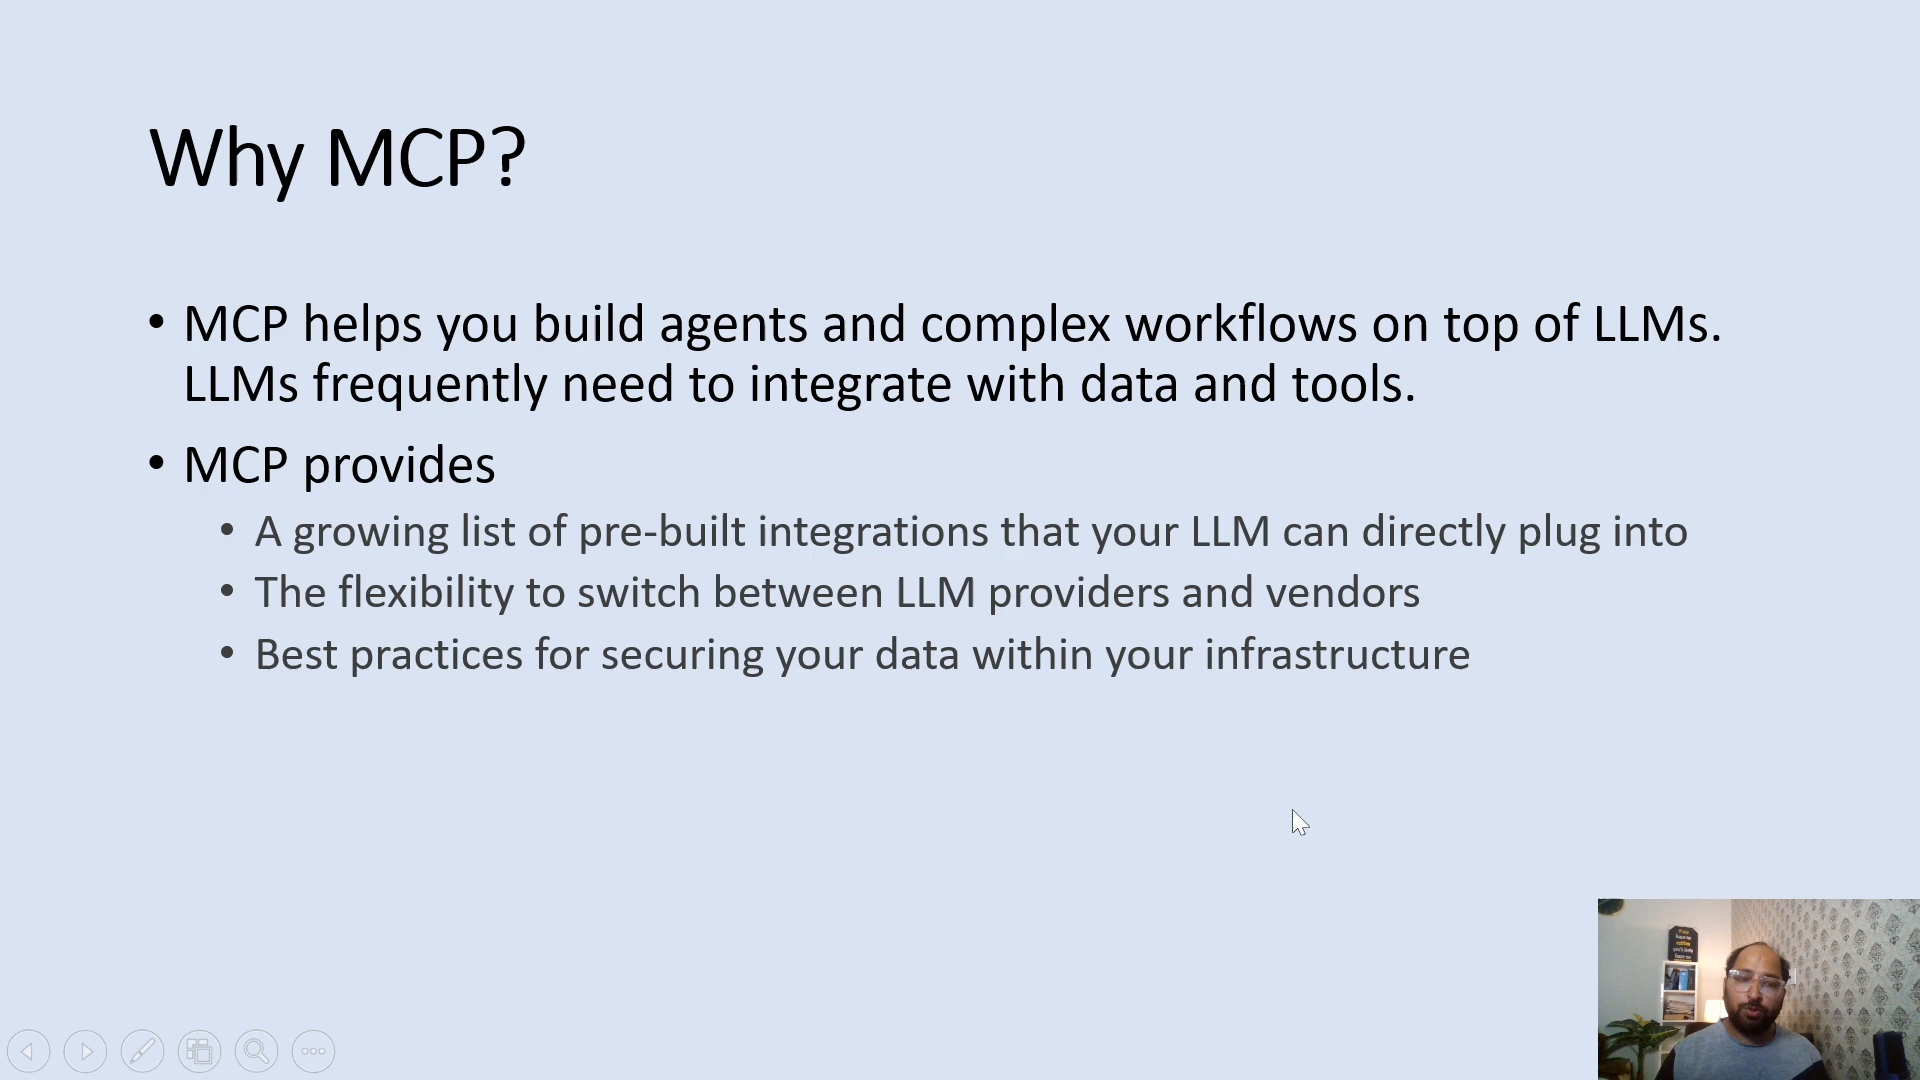 Why MCP?
• MCP helps you build agents and complex workflows on top of LLMs.
LLMs frequently need to integrate with data and tools.
• MCP provides
• A growing list of pre-built integrations that your LLM can directly plug into
• The flexibility to switch between LLM providers and vendors
• Best practices for securing your data within your infrastructure